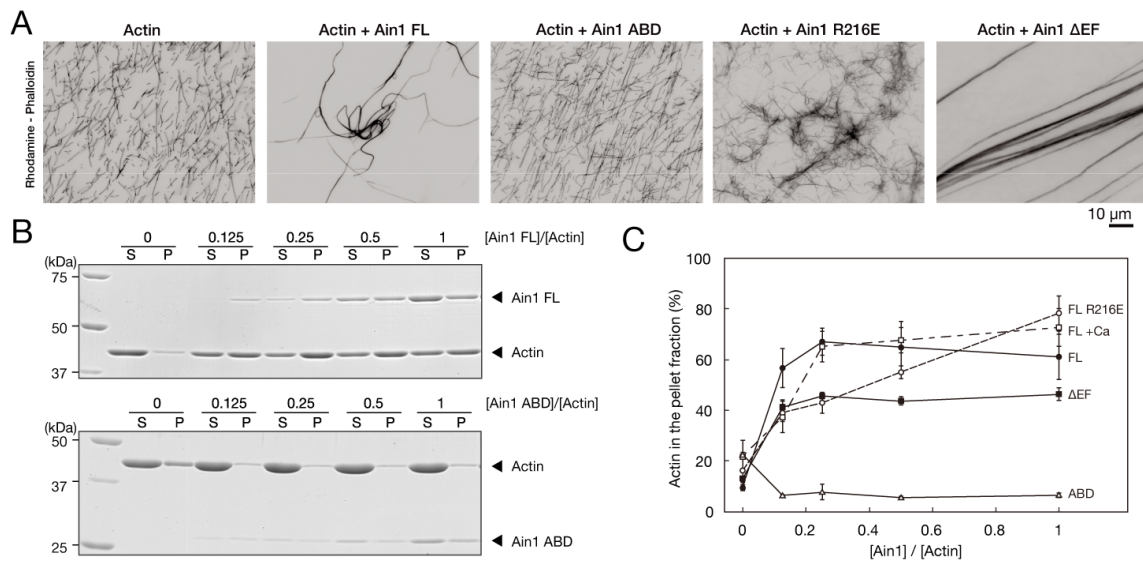 A
Actin
Actin + Ain1 FL
Actin + Ain1 ABD
Actin + Ain1 R216E
Actin + Ain1 ΔEF
Rhodamine - Phalloidin
10 μm
B
0 0.125 0.25 0.5 1 [Ain1 FL]/[Actin]
(kDa) S P S P S P S P S P
75
50
37
◄ Ain1 FL
◄ Actin
0 0.125 0.25 0.5 1 [Ain1 ABD]/[Actin]
(kDa) S P S P S P S P S P
50
37
25
◄ Actin
◄ Ain1 ABD
C
Actin in the pellet fraction (%)
100
80
60
40
20
0
0 0.2 0.4 0.6 0.8 1
[Ain1] / [Actin]
FL R216E
FL +Ca
FL
ΔEF
ABD